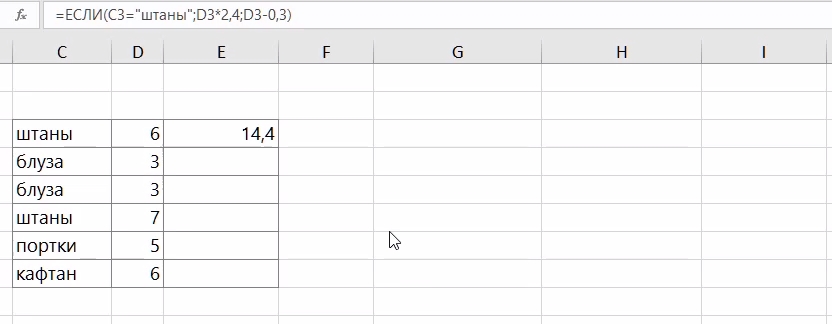 fx =ЕСЛИ(C3="штаны";D3*2,4;D3-0,3)
C D E F G H I
штаны 6 14,4
блуза 3
блуза 3
штаны 7
портки 5
кафтан 6